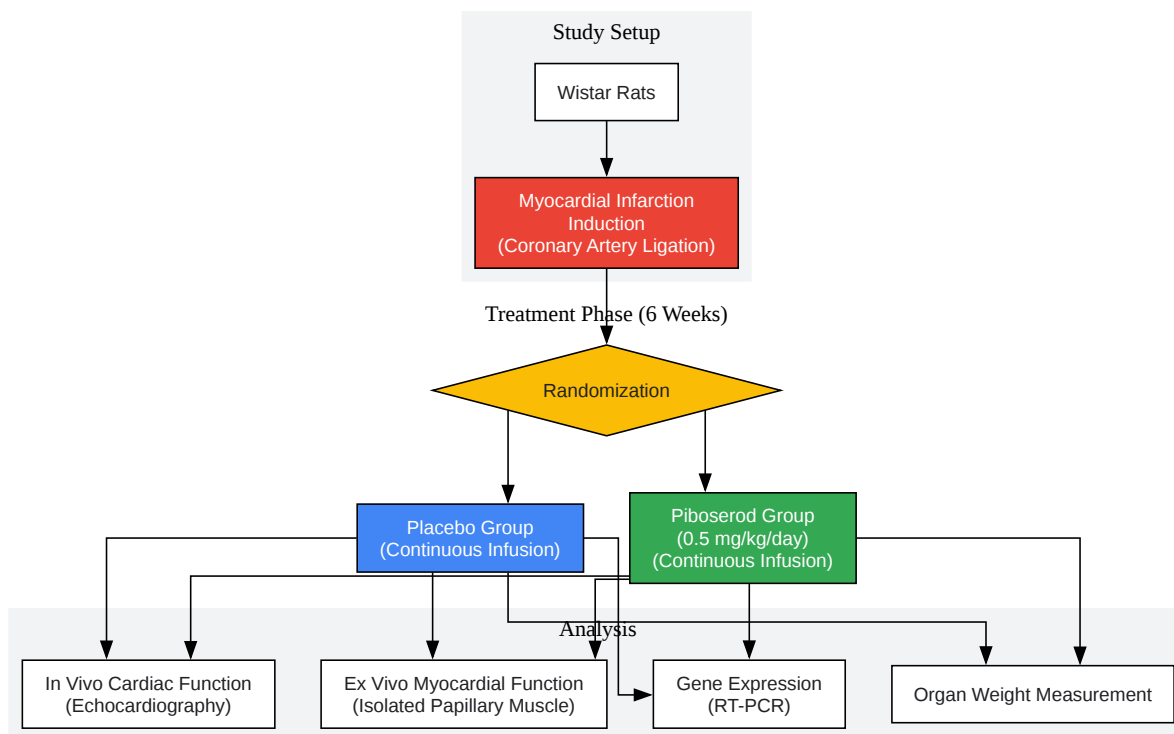 Study Setup
Wistar Rats
Myocardial Infarction
Induction
(Coronary Artery Ligation)
Treatment Phase (6 Weeks)
Randomization
Placebo Group
(Continuous Infusion)
Piboserod Group
(0.5 mg/kg/day)
(Continuous Infusion)
Analysis
In Vivo Cardiac Function
(Echocardiography)
Ex Vivo Myocardial Function
(Isolated Papillary Muscle)
Gene Expression
(RT-PCR)
Organ Weight Measurement